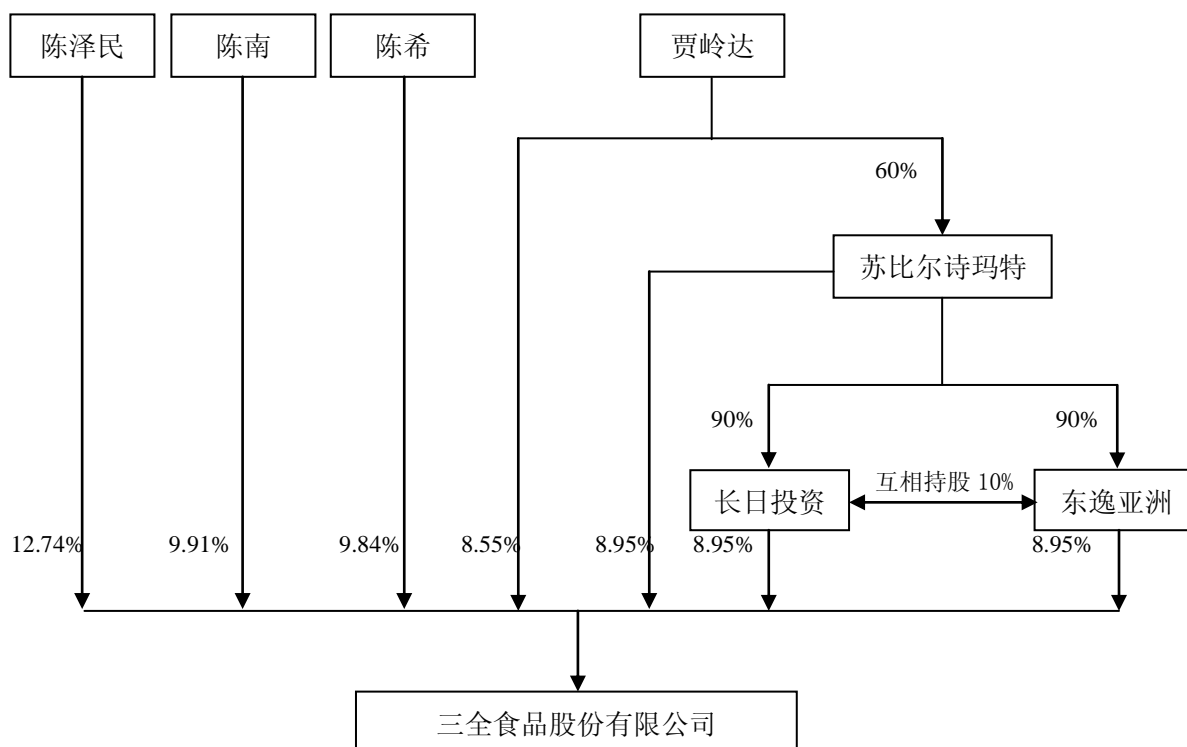 陈泽民
陈南
陈希
贾岭达
60%
苏比尔诗玛特
90%
90%
长日投资
互相持股 10%
东逸亚洲
12.74%
9.91%
9.84%
8.55%
8.95%
8.95%
8.95%
三全食品股份有限公司